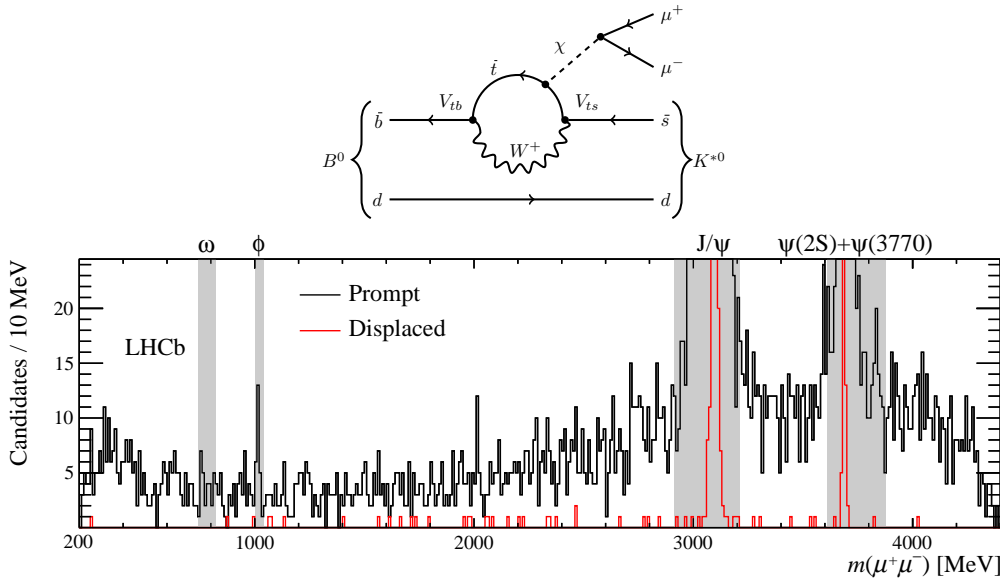 μ⁺
χ
μ⁻
t̄
V_tb V_ts
b̄ s̄
B⁰ W⁺ K*⁰
d d
ω ϕ J/ψ ψ(2S)+ψ(3770)
Candidates / 10 MeV
20
15
10
5
Prompt
Displaced
LHCb
200 1000 2000 3000 4000
m(μ⁺μ⁻) [MeV]